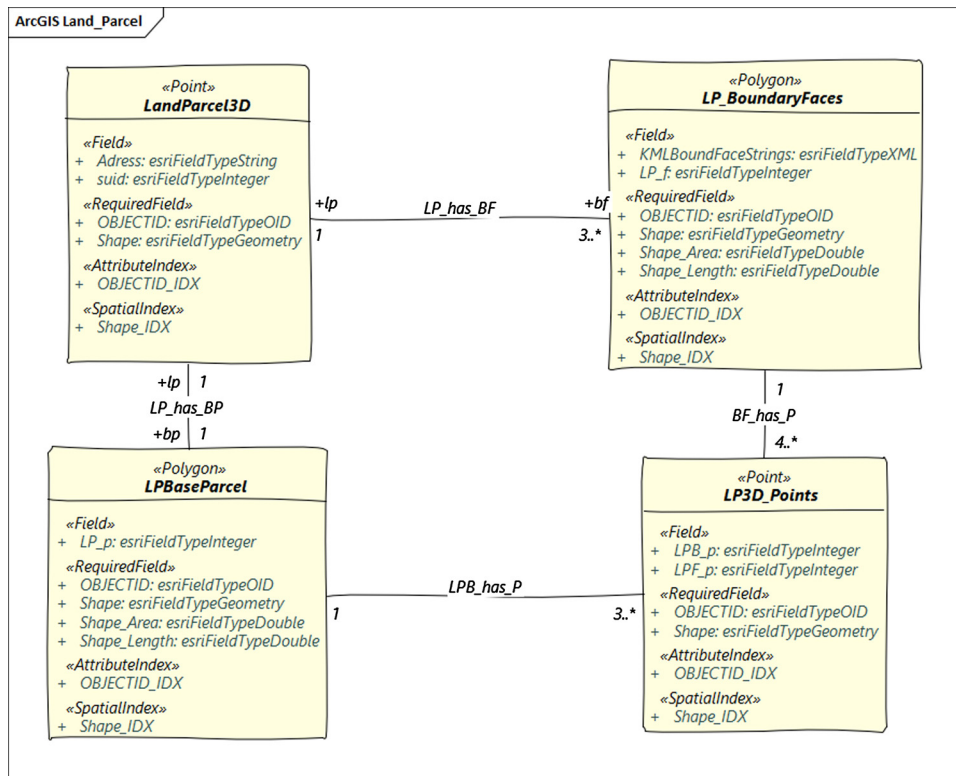 ArcGIS Land_Parcel
«Point»
LandParcel3D
«Field»
+ Adress: esriFieldTypeString
+ suid: esriFieldTypeInteger
«RequiredField»
+ OBJECTID: esriFieldTypeOID
+ Shape: esriFieldTypeGeometry
«AttributeIndex»
+ OBJECTID_IDX
«SpatialIndex»
+ Shape_IDX
+lp
1
LP_has_BF
+bf
3..*
«Polygon»
LP_BoundaryFaces
«Field»
+ KMLBoundFaceStrings: esriFieldTypeXML
+ LP_f: esriFieldTypeInteger
«RequiredField»
+ OBJECTID: esriFieldTypeOID
+ Shape: esriFieldTypeGeometry
+ Shape_Area: esriFieldTypeDouble
+ Shape_Length: esriFieldTypeDouble
«AttributeIndex»
+ OBJECTID_IDX
«SpatialIndex»
+ Shape_IDX
+lp 1
LP_has_BP
+bp 1
1
BF_has_P
4..*
«Polygon»
LPBaseParcel
«Field»
+ LP_p: esriFieldTypeInteger
«RequiredField»
+ OBJECTID: esriFieldTypeOID
+ Shape: esriFieldTypeGeometry
+ Shape_Area: esriFieldTypeDouble
+ Shape_Length: esriFieldTypeDouble
«AttributeIndex»
+ OBJECTID_IDX
«SpatialIndex»
+ Shape_IDX
LPB_has_P
1
3..*
«Point»
LP3D_Points
«Field»
+ LPB_p: esriFieldTypeInteger
+ LPF_p: esriFieldTypeInteger
«RequiredField»
+ OBJECTID: esriFieldTypeOID
+ Shape: esriFieldTypeGeometry
«AttributeIndex»
+ OBJECTID_IDX
«SpatialIndex»
+ Shape_IDX